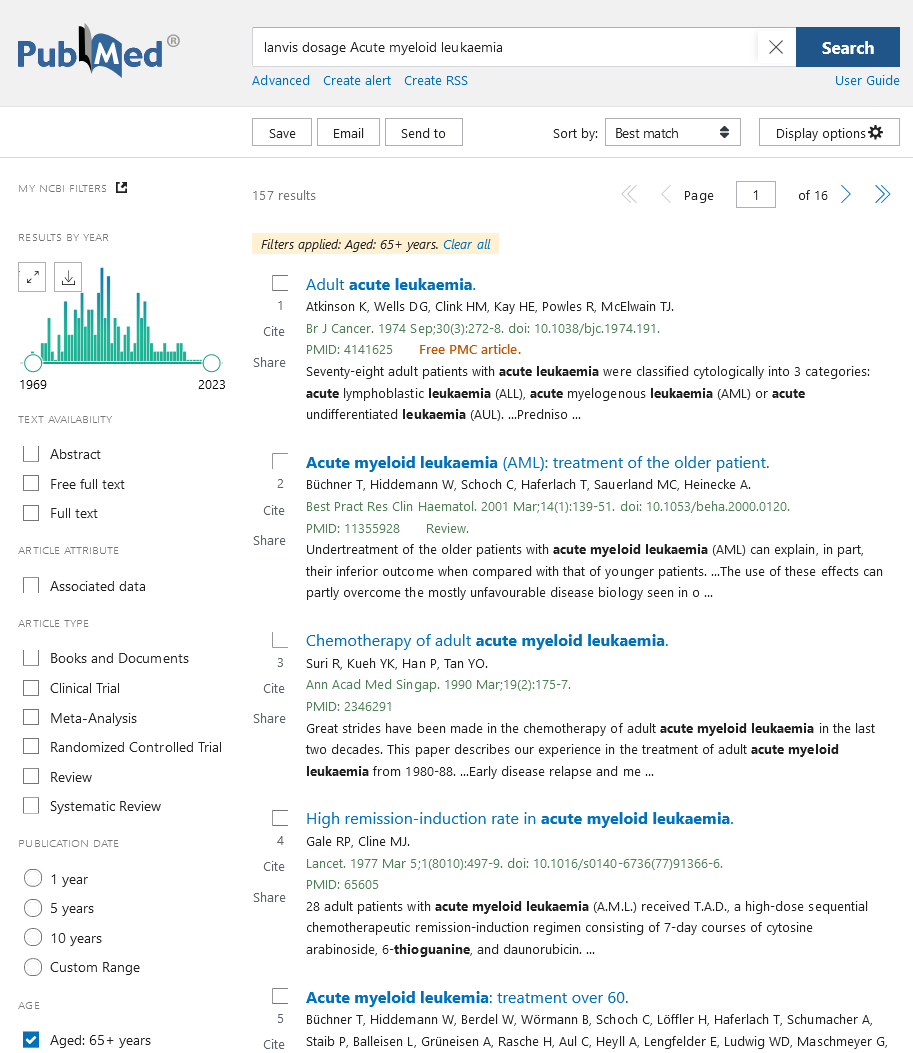 PubMed®
lanvis dosage Acute myeloid leukaemia
Search
Advanced Create alert Create RSS
User Guide
Save Email Send to
Sort by: Best match
Display options
MY NCBI FILTERS
157 results
Page 1 of 16
RESULTS BY YEAR
Filters applied: Aged: 65+ years. Clear all
1969 2023
TEXT AVAILABILITY
Abstract
Free full text
Full text
ARTICLE ATTRIBUTE
Associated data
ARTICLE TYPE
Books and Documents
Clinical Trial
Meta-Analysis
Randomized Controlled Trial
Review
Systematic Review
PUBLICATION DATE
1 year
5 years
10 years
Custom Range
AGE
Aged: 65+ years
1
Cite
Share
Adult acute leukaemia.
Atkinson K, Wells DG, Clink HM, Kay HE, Powles R, McElwain TJ.
Br J Cancer. 1974 Sep;30(3):272-8. doi: 10.1038/bjc.1974.191.
PMID: 4141625 Free PMC article.
Seventy-eight adult patients with acute leukaemia were classified cytologically into 3 categories:
acute lymphoblastic leukaemia (ALL), acute myelogenous leukaemia (AML) or acute
undifferentiated leukaemia (AUL). ...Predniso ...
2
Cite
Share
Acute myeloid leukaemia (AML): treatment of the older patient.
Büchner T, Hiddemann W, Schoch C, Haferlach T, Sauerland MC, Heinecke A.
Best Pract Res Clin Haematol. 2001 Mar;14(1):139-51. doi: 10.1053/beha.2000.0120.
PMID: 11355928 Review.
Undertreatment of the older patients with acute myeloid leukaemia (AML) can explain, in part,
their inferior outcome when compared with that of younger patients. ...The use of these effects can
partly overcome the mostly unfavourable disease biology seen in o ...
3
Cite
Share
Chemotherapy of adult acute myeloid leukaemia.
Suri R, Kueh YK, Han P, Tan YO.
Ann Acad Med Singap. 1990 Mar;19(2):175-7.
PMID: 2346291
Great strides have been made in the chemotherapy of adult acute myeloid leukaemia in the last
two decades. This paper describes our experience in the treatment of adult acute myeloid
leukaemia from 1980-88. ...Early disease relapse and me ...
4
Cite
Share
High remission-induction rate in acute myeloid leukaemia.
Gale RP, Cline MJ.
Lancet. 1977 Mar 5;1(8010):497-9. doi: 10.1016/s0140-6736(77)91366-6.
PMID: 65605
28 adult patients with acute myeloid leukaemia (A.M.L.) received T.A.D., a high-dose sequential
chemotherapeutic remission-induction regimen consisting of 7-day courses of cytosine
arabinoside, 6-thioguanine, and daunorubicin. ...
5
Cite
Acute myeloid leukemia: treatment over 60.
Büchner T, Hiddemann W, Berdel W, Wörmann B, Schoch C, Löffler H, Haferlach T, Schumacher A,
Staib P, Balleisen L, Grüneisen A, Rasche H, Aul C, Heyll A, Lengfelder E, Ludwig WD, Maschmeyer G,